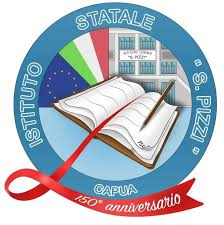 ISTITUTO STATALE "S. PIZZI"
ISTITUTO STATALE
"S. PIZZI"
CAPUA
150° anniversario